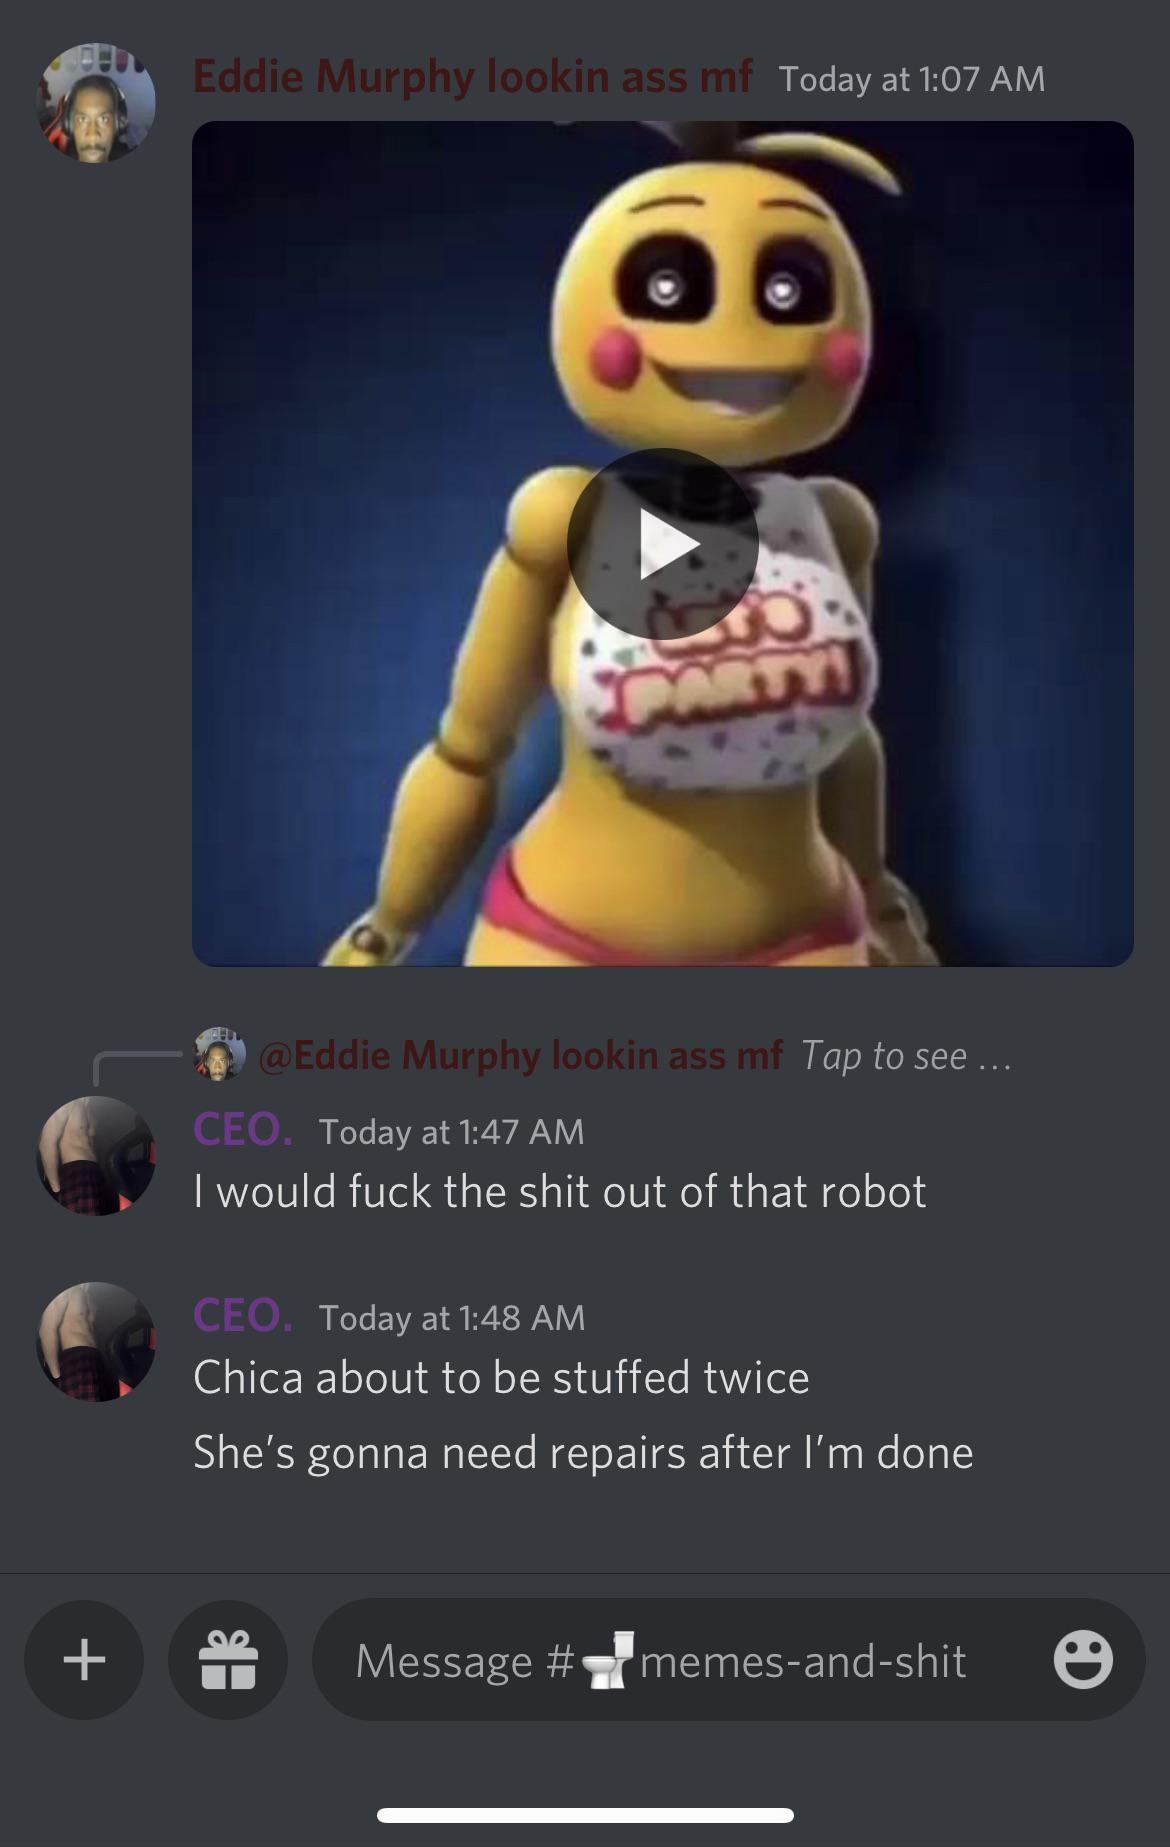 Eddie Murphy lookin ass mf Today at 1:07 AM
LET'S
PARTY!
@Eddie Murphy lookin ass mf Tap to see ...
CEO. Today at 1:47 AM
I would fuck the shit out of that robot
CEO. Today at 1:48 AM
Chica about to be stuffed twice
She’s gonna need repairs after I’m done
Message #🚽memes-and-shit